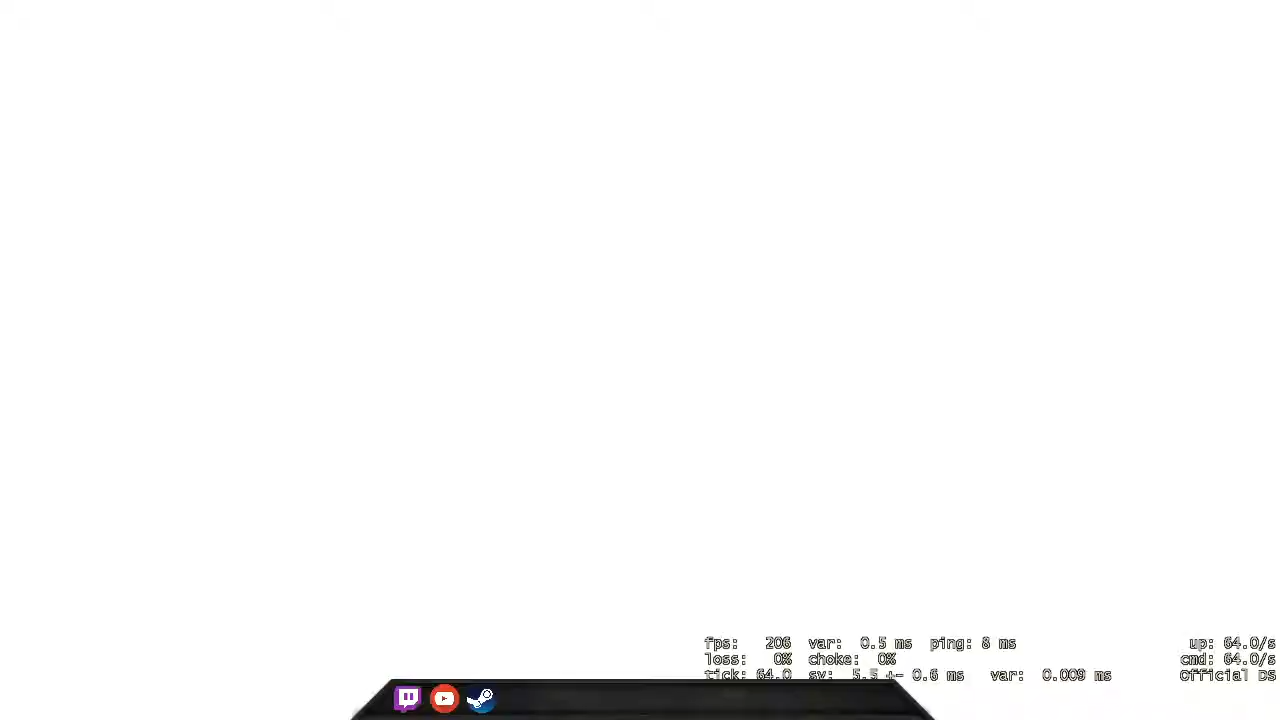 fps: 206 var: 0.5 ms ping: 8 ms up: 64.0/s
loss: 0% choke: 0% cmd: 64.0/s
tick: 64.0 sv: 5.5 +- 0.6 ms var: 0.009 ms Official DS